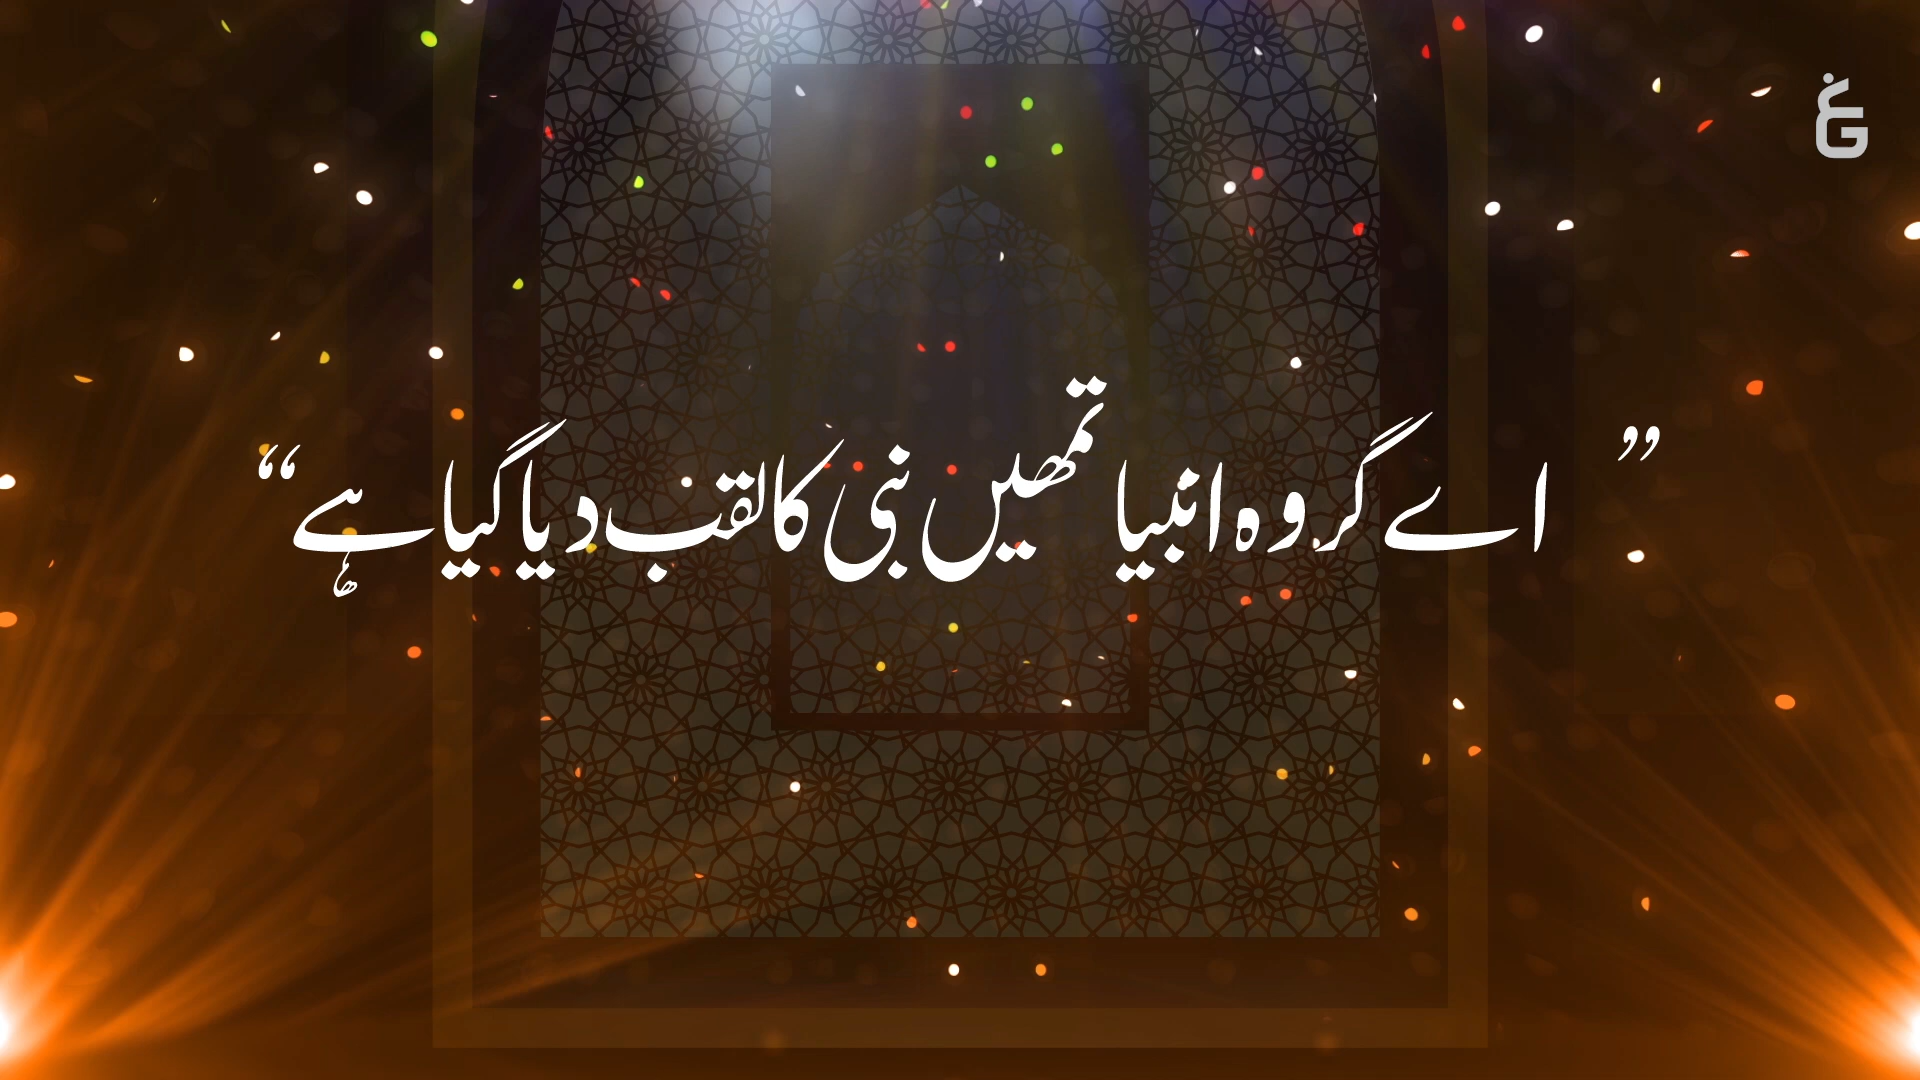 ”اے گروہ انبیا تمھیں نبی کا لقب دیا گیا ہے“